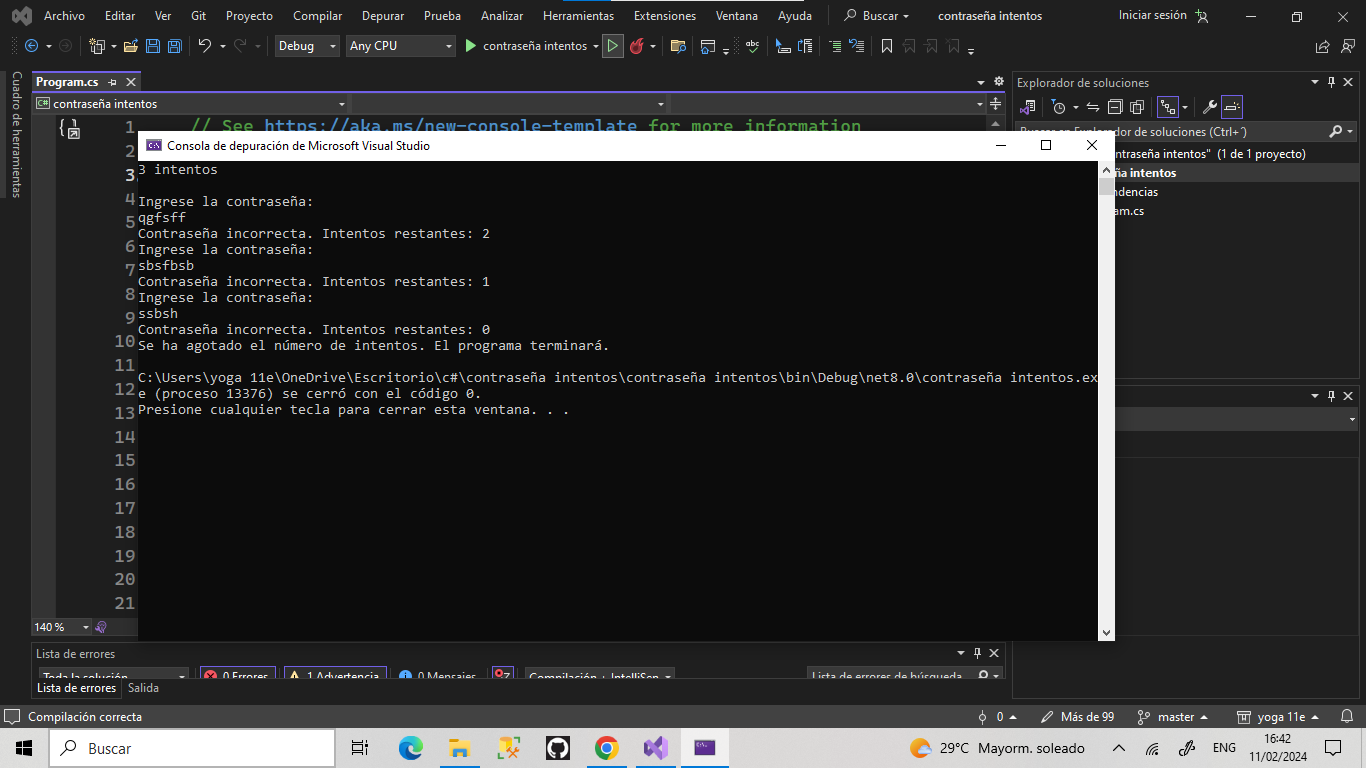 Archivo Editar Ver Git Proyecto Compilar Depurar Prueba Analizar Herramientas Extensiones Ventana Ayuda Buscar contraseña intentos Iniciar sesión
Debug Any CPU contraseña intentos
Cuadro de herramientas
Program.cs
C# contraseña intentos
1 // See https://aka.ms/new-console-template for more information
2
3
4
5
6
7
8
9
10
11
12
13
14
15
16
17
18
19
20
21
140 %
Consola de depuración de Microsoft Visual Studio
3 intentos
Ingrese la contraseña:
qgfsff
Contraseña incorrecta. Intentos restantes: 2
Ingrese la contraseña:
sbsfbsb
Contraseña incorrecta. Intentos restantes: 1
Ingrese la contraseña:
ssbsh
Contraseña incorrecta. Intentos restantes: 0
Se ha agotado el número de intentos. El programa terminará.
C:\Users\yoga 11e\OneDrive\Escritorio\c#\contraseña intentos\contraseña intentos\bin\Debug\net8.0\contraseña intentos.ex
e (proceso 13376) se cerró con el código 0.
Presione cualquier tecla para cerrar esta ventana. . .
Explorador de soluciones
Buscar en Explorador de soluciones (Ctrl+´)
ntraseña intentos" (1 de 1 proyecto)
ña intentos
ndencias
am.cs
Lista de errores
Toda la solución 0 Errores 1 Advertencia 0 Mensajes Compilación + IntelliSen Lista de errores de búsqueda
Lista de errores Salida
Compilación correcta 0 Más de 99 master yoga 11e
Buscar 29°C Mayorm. soleado ENG 16:42
11/02/2024